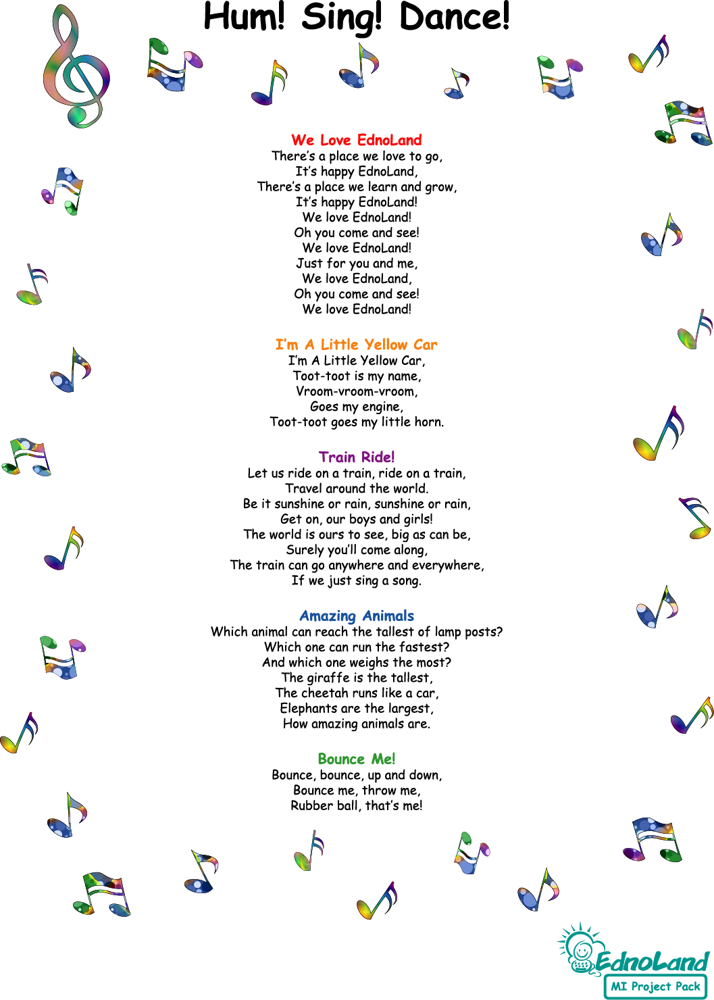 Hum! Sing! Dance!
We Love EdnoLand
There's a place we love to go,
It's happy EdnoLand,
There's a place we learn and grow,
It's happy EdnoLand!
We love EdnoLand!
Oh you come and see!
We love EdnoLand!
Just for you and me,
We love EdnoLand,
Oh you come and see!
We love EdnoLand!
I'm A Little Yellow Car
I'm A Little Yellow Car,
Toot-toot is my name,
Vroom-vroom-vroom,
Goes my engine,
Toot-toot goes my little horn.
Train Ride!
Let us ride on a train, ride on a train,
Travel around the world.
Be it sunshine or rain, sunshine or rain,
Get on, our boys and girls!
The world is ours to see, big as can be,
Surely you'll come along,
The train can go anywhere and everywhere,
If we just sing a song.
Amazing Animals
Which animal can reach the tallest of lamp posts?
Which one can run the fastest?
And which one weighs the most?
The giraffe is the tallest,
The cheetah runs like a car,
Elephants are the largest,
How amazing animals are.
Bounce Me!
Bounce, bounce, up and down,
Bounce me, throw me,
Rubber ball, that's me!
EdnoLand
MI Project Pack